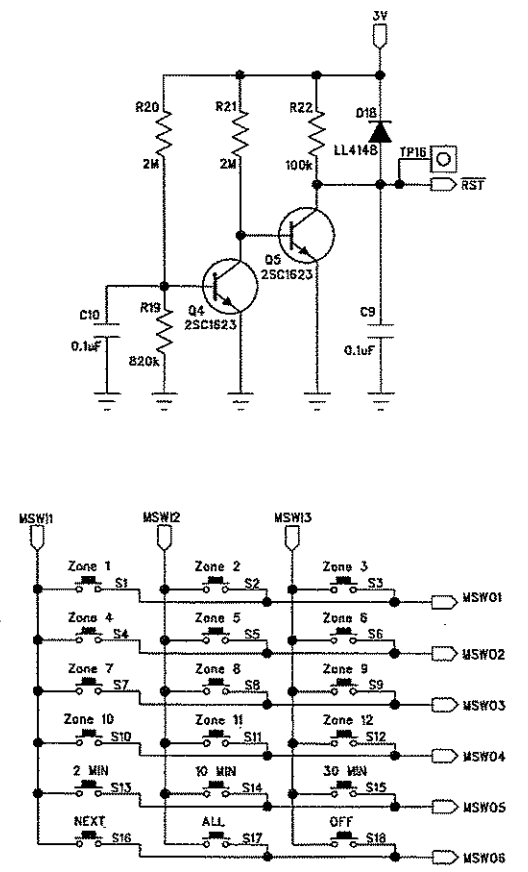 3V
R20 R21 R22 D18
2M 2M 100k LL4148 TP16
RST
Q5
2SC1623
C10 R19 Q4
2SC1623
C9
0.1uF 820k 0.1uF
MSWI1 MSWI2 MSWI3
Zone 1 Zone 2 Zone 3
S1 S2 S3 MSWO1
Zone 4 Zone 5 Zone 6
S4 S5 S6 MSWO2
Zone 7 Zone 8 Zone 9
S7 S8 S9 MSWO3
Zone 10 Zone 11 Zone 12
S10 S11 S12 MSWO4
2 MIN 10 MIN 30 MIN
S13 S14 S15 MSWO5
NEXT ALL OFF
S16 S17 S18 MSWO6